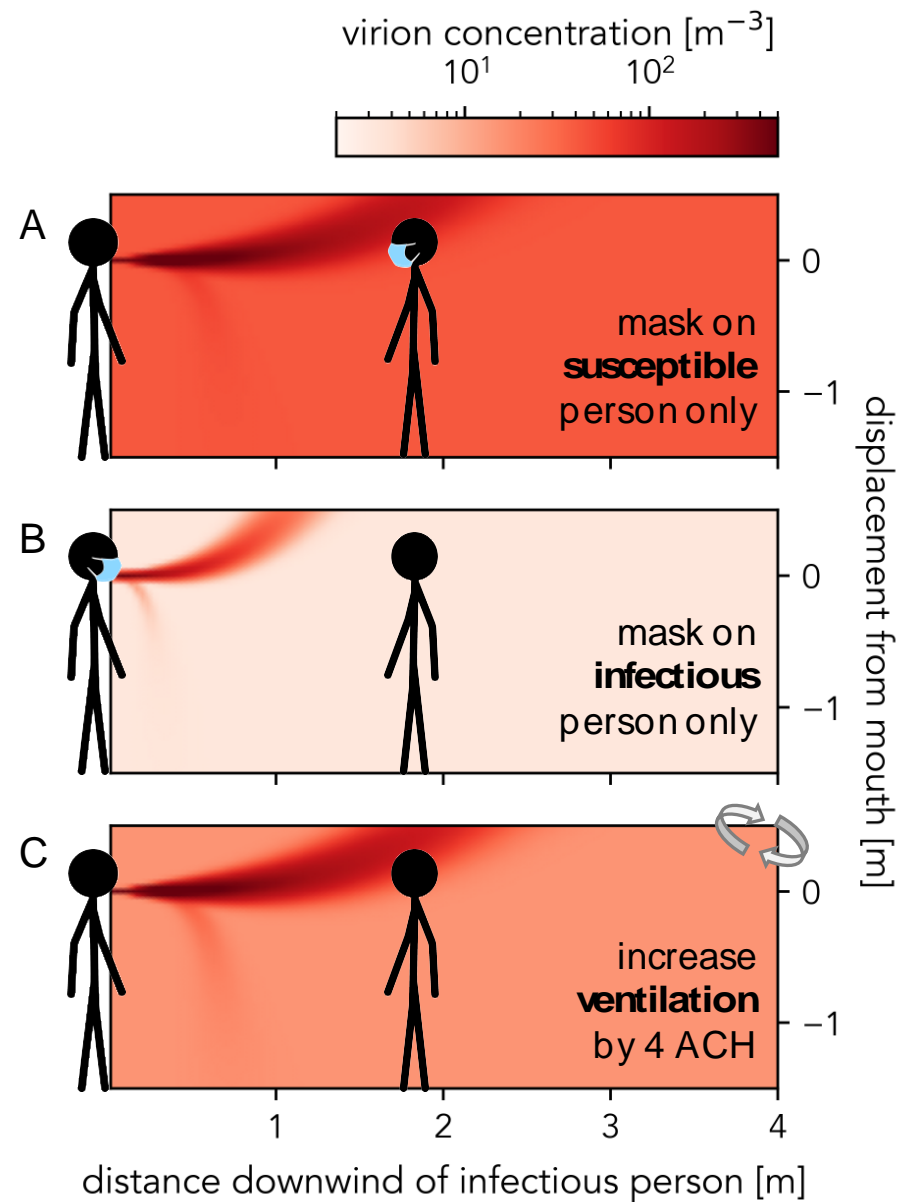 virion concentration [m⁻³]
10¹ 10²
A
0
mask on
susceptible
person only
−1
B
0
mask on
infectious
person only
−1
displacement from mouth [m]
C
0
increase
ventilation
by 4 ACH
−1
1 2 3 4
distance downwind of infectious person [m]